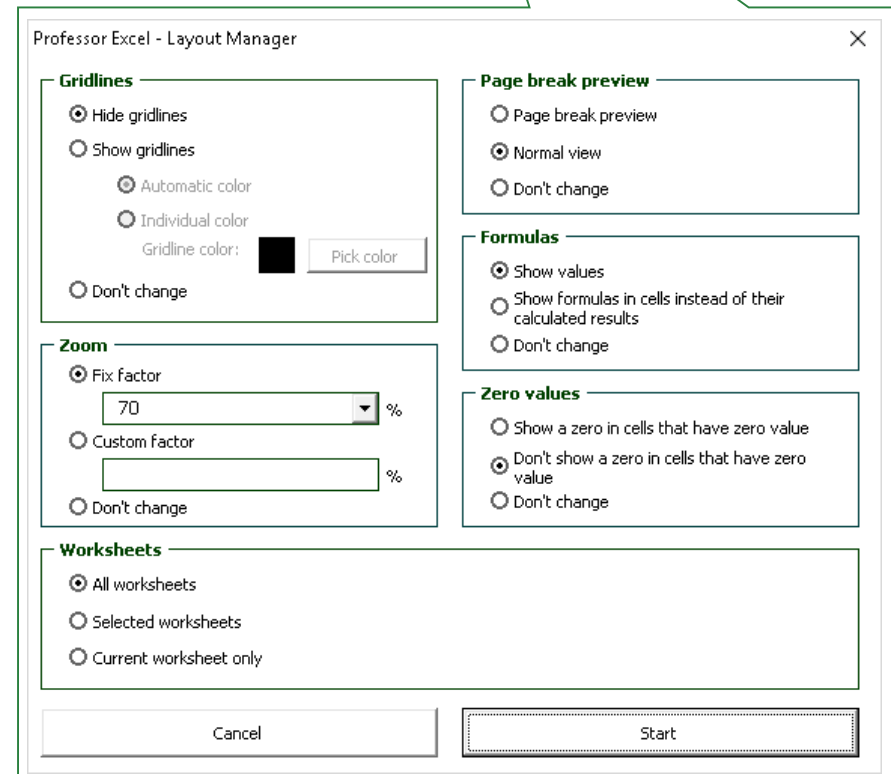 Professor Excel - Layout Manager
Gridlines
Hide gridlines
Show gridlines
Automatic color
Individual color
Gridline color:
Pick color
Don't change
Zoom
Fix factor
70
%
Custom factor
%
Don't change
Page break preview
Page break preview
Normal view
Don't change
Formulas
Show values
Show formulas in cells instead of their
calculated results
Don't change
Zero values
Show a zero in cells that have zero value
Don't show a zero in cells that have zero
value
Don't change
Worksheets
All worksheets
Selected worksheets
Current worksheet only
Cancel
Start